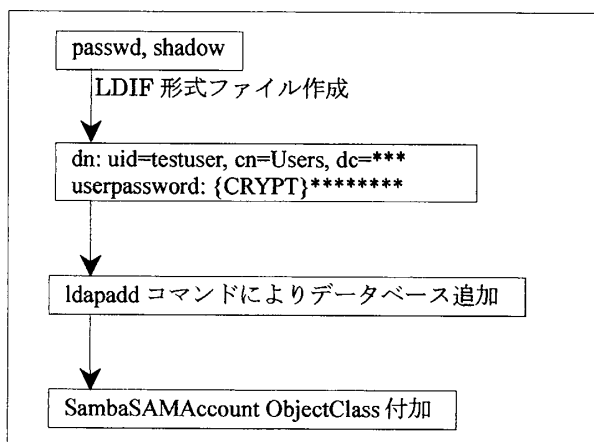 passwd, shadow
LDIF 形式ファイル作成
dn: uid=testuser, cn=Users, dc=***
userpassword: {CRYPT}********
ldapadd コマンドによりデータベース追加
SambaSAMAccount ObjectClass 付加